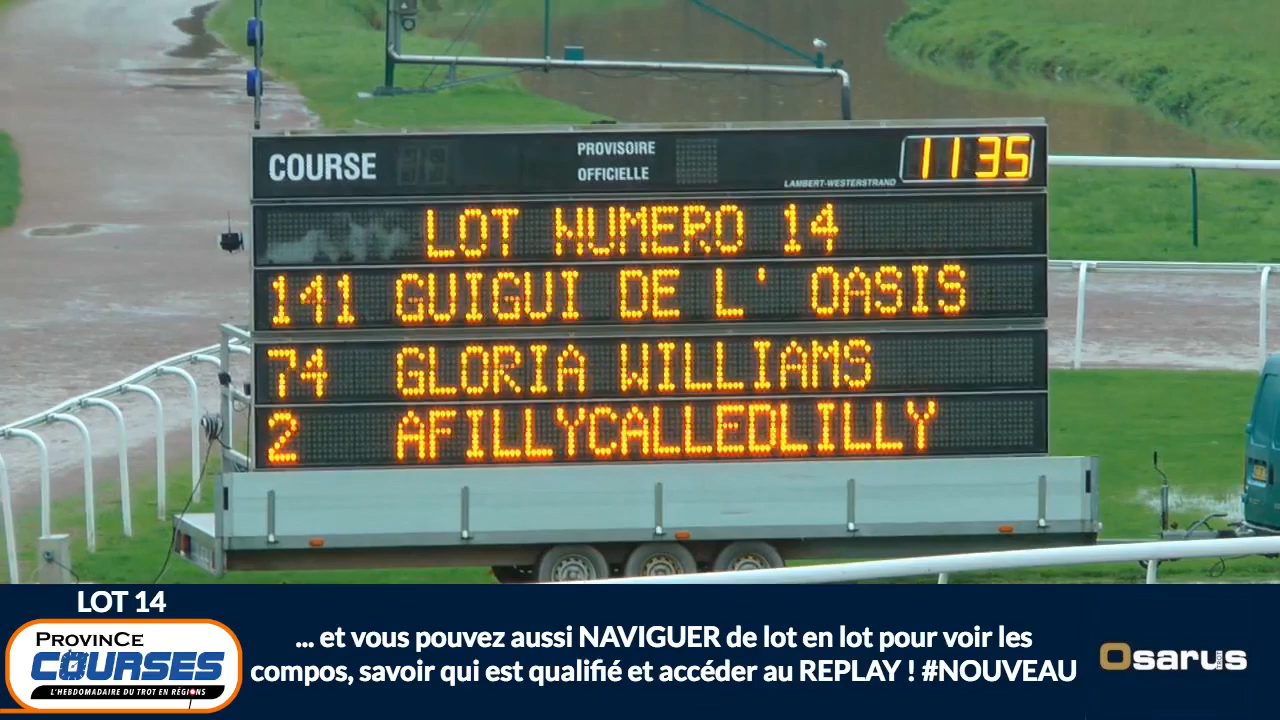 COURSE
PROVISOIRE
OFFICIELLE
LAMBERT-WESTERSTRAND
1135
LOT NUMERO 14
141 GUIGUI DE L' OASIS
74 GLORIA WILLIAMS
2 AFILLYCALLEDLILLY
LOT 14
PROVINCE
COURSES
L'HEBDOMADAIRE DU TROT EN RÉGIONS
... et vous pouvez aussi NAVIGUER de lot en lot pour voir les
compos, savoir qui est qualifié et accéder au REPLAY ! #NOUVEAU
Osarus